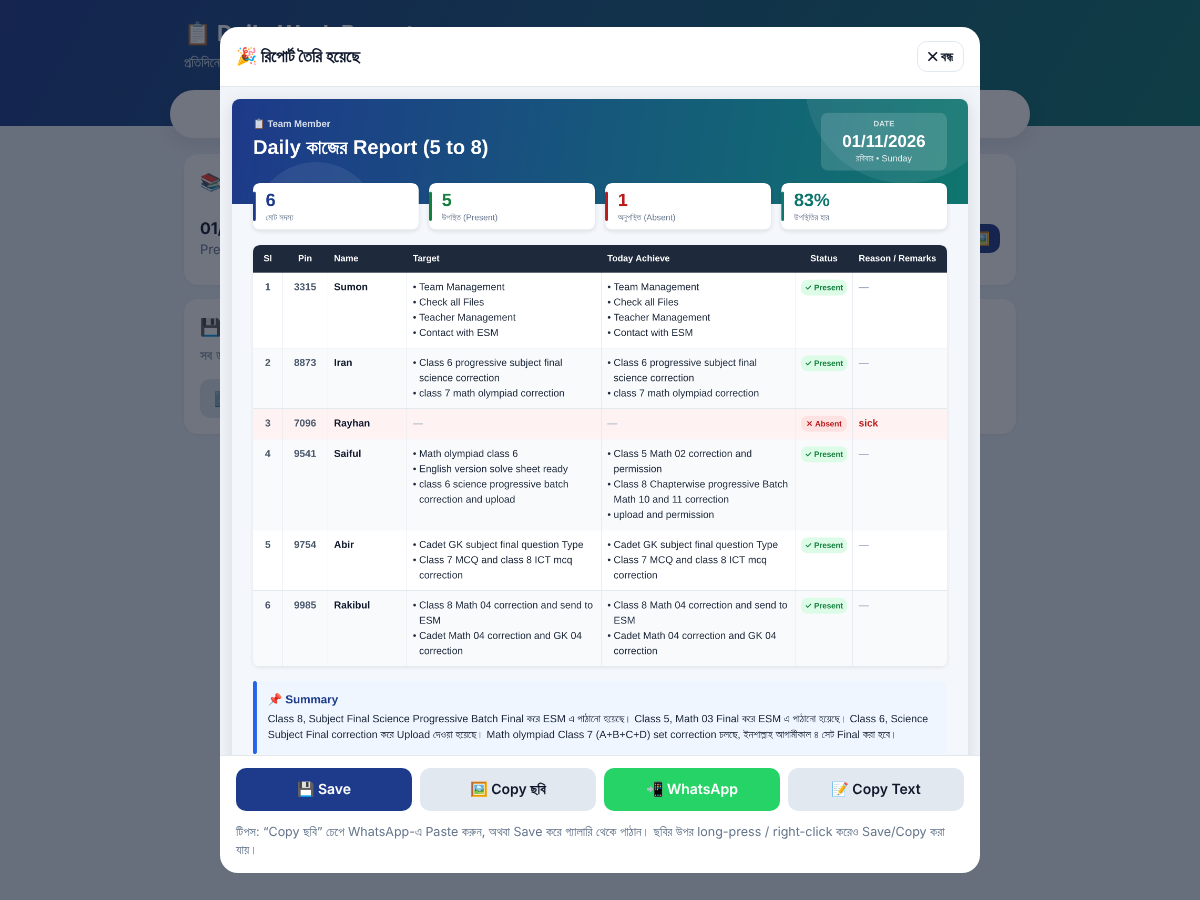 📋 Daily Work Report
প্রতিদিনে
🎉 রিপোর্ট তৈরি হয়েছে
✕ বন্ধ
📋 Team Member
Daily কাজের Report (5 to 8)
DATE
01/11/2026
রবিবার • Sunday
6
মোট সদস্য
5
উপস্থিত (Present)
1
অনুপস্থিত (Absent)
83%
উপস্থিতির হার
Sl Pin Name Target Today Achieve Status Reason / Remarks
1 3315 Sumon • Team Management • Team Management ✓ Present —
• Check all Files • Check all Files
• Teacher Management • Teacher Management
• Contact with ESM • Contact with ESM
2 8873 Iran • Class 6 progressive subject final • Class 6 progressive subject final ✓ Present —
science correction science correction
• class 7 math olympiad correction • class 7 math olympiad correction
3 7096 Rayhan — — ✕ Absent sick
4 9541 Saiful • Math olympiad class 6 • Class 5 Math 02 correction and ✓ Present —
• English version solve sheet ready permission
• class 6 science progressive batch • Class 8 Chapterwise progressive Batch
correction and upload Math 10 and 11 correction
• upload and permission
5 9754 Abir • Cadet GK subject final question Type • Cadet GK subject final question Type ✓ Present —
• Class 7 MCQ and class 8 ICT mcq • Class 7 MCQ and class 8 ICT mcq
correction correction
6 9985 Rakibul • Class 8 Math 04 correction and send to • Class 8 Math 04 correction and send to ✓ Present —
ESM ESM
• Cadet Math 04 correction and GK 04 • Cadet Math 04 correction and GK 04
correction correction
📌 Summary
Class 8, Subject Final Science Progressive Batch Final করে ESM এ পাঠানো হয়েছে। Class 5, Math 03 Final করে ESM এ পাঠানো হয়েছে। Class 6, Science
Subject Final correction করে Upload দেওয়া হয়েছে। Math olympiad Class 7 (A+B+C+D) set correction চলছে, ইনশাল্লাহ আগামীকাল ৪ সেট Final করা হবে।
💾 Save
🖼️ Copy ছবি
📲 WhatsApp
📝 Copy Text
টিপস: “Copy ছবি” চেপে WhatsApp-এ Paste করুন, অথবা Save করে গ্যালারি থেকে পাঠান। ছবির উপর long-press / right-click করেও Save/Copy করা
যায়।